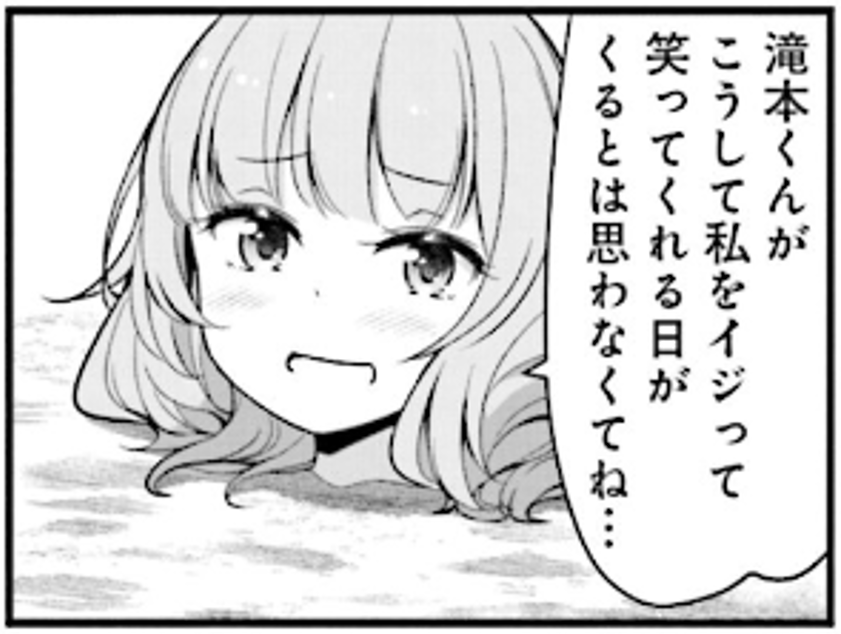 滝本くんが
こうして私をイジって
笑ってくれる日が
くるとは思わなくてね…